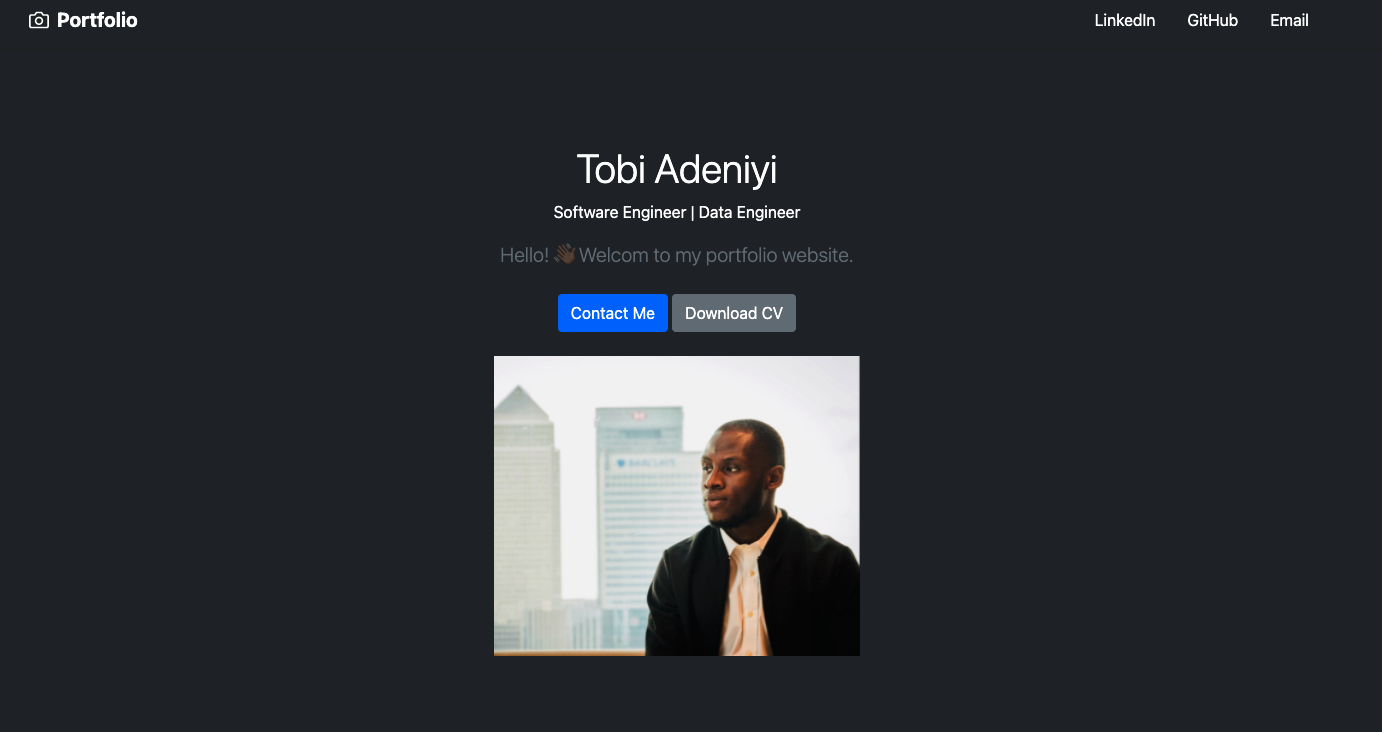 Portfolio
LinkedIn GitHub Email
Tobi Adeniyi
Software Engineer | Data Engineer
Hello! 👋🏿 Welcom to my portfolio website.
Contact Me Download CV
BARCLAYS